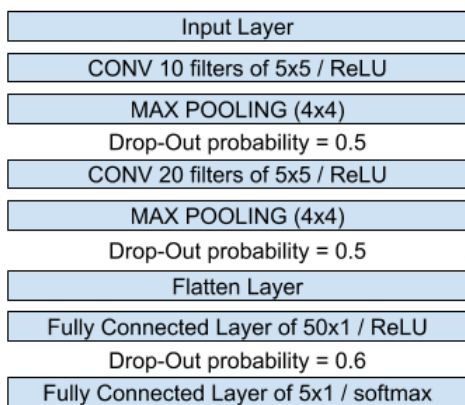 Input Layer
CONV 10 filters of 5x5 / ReLU
MAX POOLING (4x4)
Drop-Out probability = 0.5
CONV 20 filters of 5x5 / ReLU
MAX POOLING (4x4)
Drop-Out probability = 0.5
Flatten Layer
Fully Connected Layer of 50x1 / ReLU
Drop-Out probability = 0.6
Fully Connected Layer of 5x1 / softmax